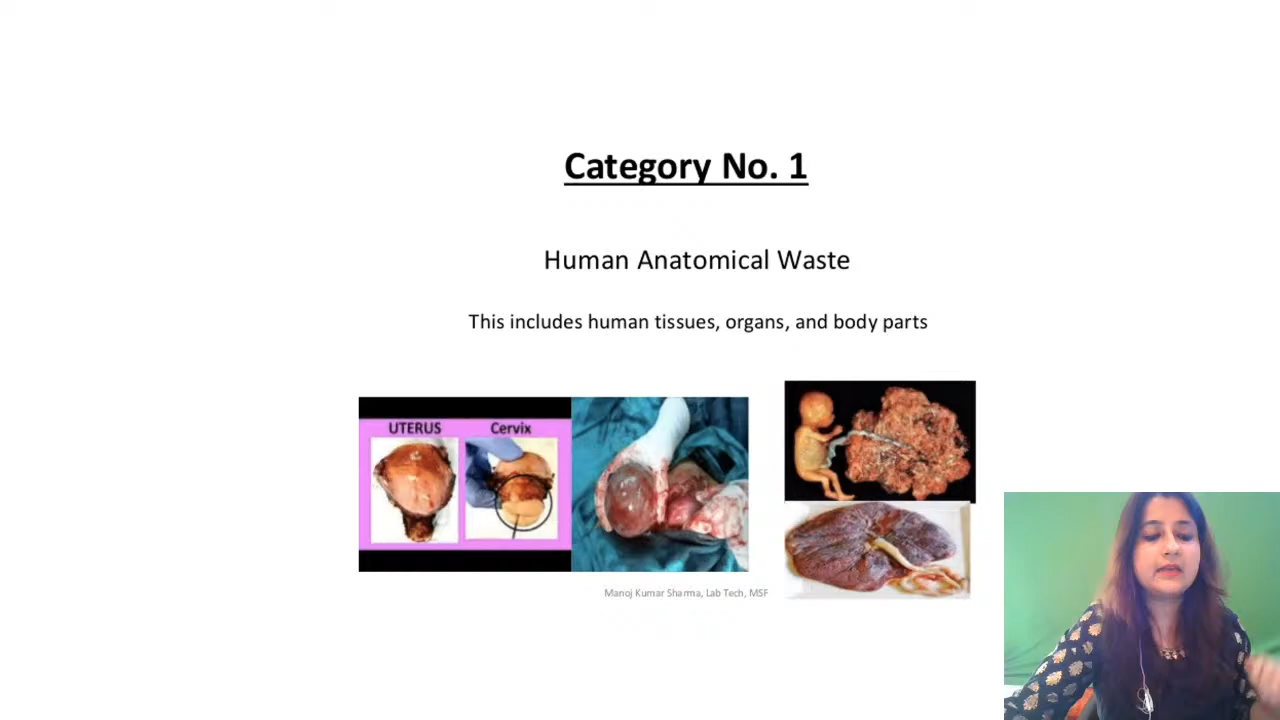 Category No. 1
Human Anatomical Waste
This includes human tissues, organs, and body parts
UTERUS Cervix
Manoj Kumar Sharma, Lab Tech, MSF